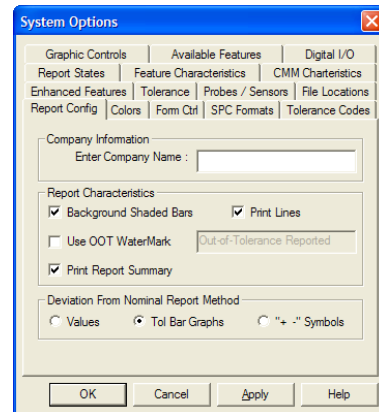 System Options
Graphic Controls Available Features Digital I/O
Report States Feature Characteristics CMM Charteristics
Enhanced Features Tolerance Probes / Sensors File Locations
Report Config Colors Form Ctrl SPC Formats Tolerance Codes
Company Information
Enter Company Name :
Report Characteristics
Background Shaded Bars Print Lines
Use OOT WaterMark Out-of-Tolerance Reported
Print Report Summary
Deviation From Nominal Report Method
Values Tol Bar Graphs "+ -" Symbols
OK Cancel Apply Help